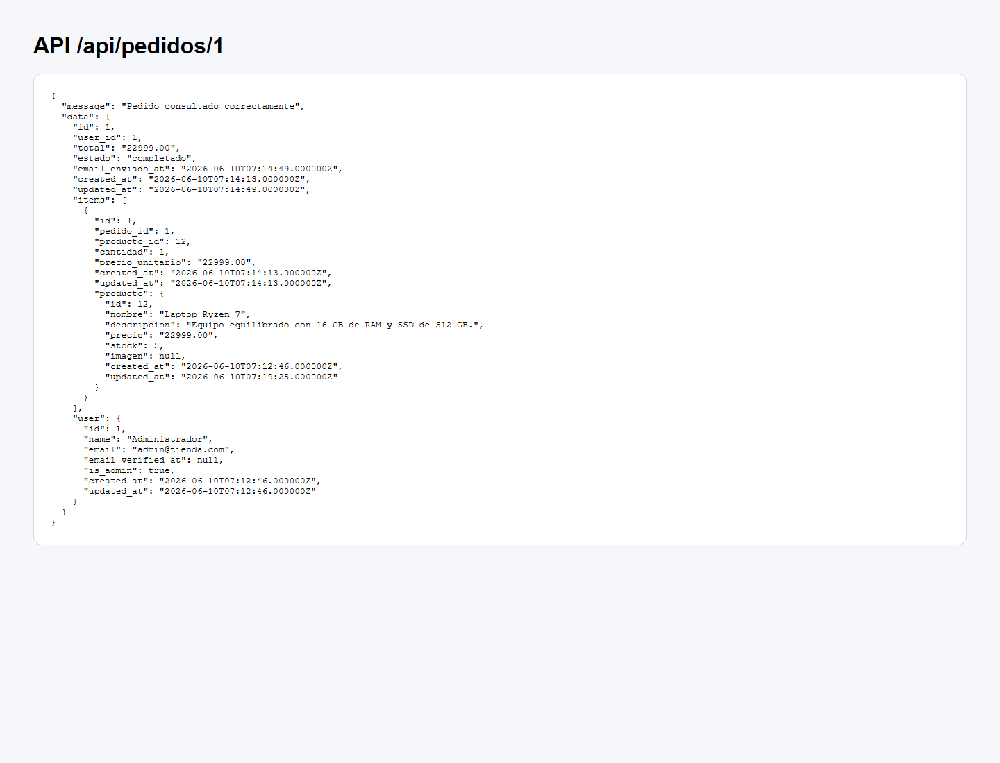 API /api/pedidos/1
{
  "message": "Pedido consultado correctamente",
  "data": {
    "id": 1,
    "user_id": 1,
    "total": "22999.00",
    "estado": "completado",
    "email_enviado_at": "2026-06-10T07:14:49.000000Z",
    "created_at": "2026-06-10T07:14:13.000000Z",
    "updated_at": "2026-06-10T07:14:49.000000Z",
    "items": [
      {
        "id": 1,
        "pedido_id": 1,
        "producto_id": 12,
        "cantidad": 1,
        "precio_unitario": "22999.00",
        "created_at": "2026-06-10T07:14:13.000000Z",
        "updated_at": "2026-06-10T07:14:13.000000Z",
        "producto": {
          "id": 12,
          "nombre": "Laptop Ryzen 7",
          "descripcion": "Equipo equilibrado con 16 GB de RAM y SSD de 512 GB.",
          "precio": "22999.00",
          "stock": 5,
          "imagen": null,
          "created_at": "2026-06-10T07:12:46.000000Z",
          "updated_at": "2026-06-10T07:19:25.000000Z"
        }
      }
    ],
    "user": {
      "id": 1,
      "name": "Administrador",
      "email": "admin@tienda.com",
      "email_verified_at": null,
      "is_admin": true,
      "created_at": "2026-06-10T07:12:46.000000Z",
      "updated_at": "2026-06-10T07:12:46.000000Z"
    }
  }
}